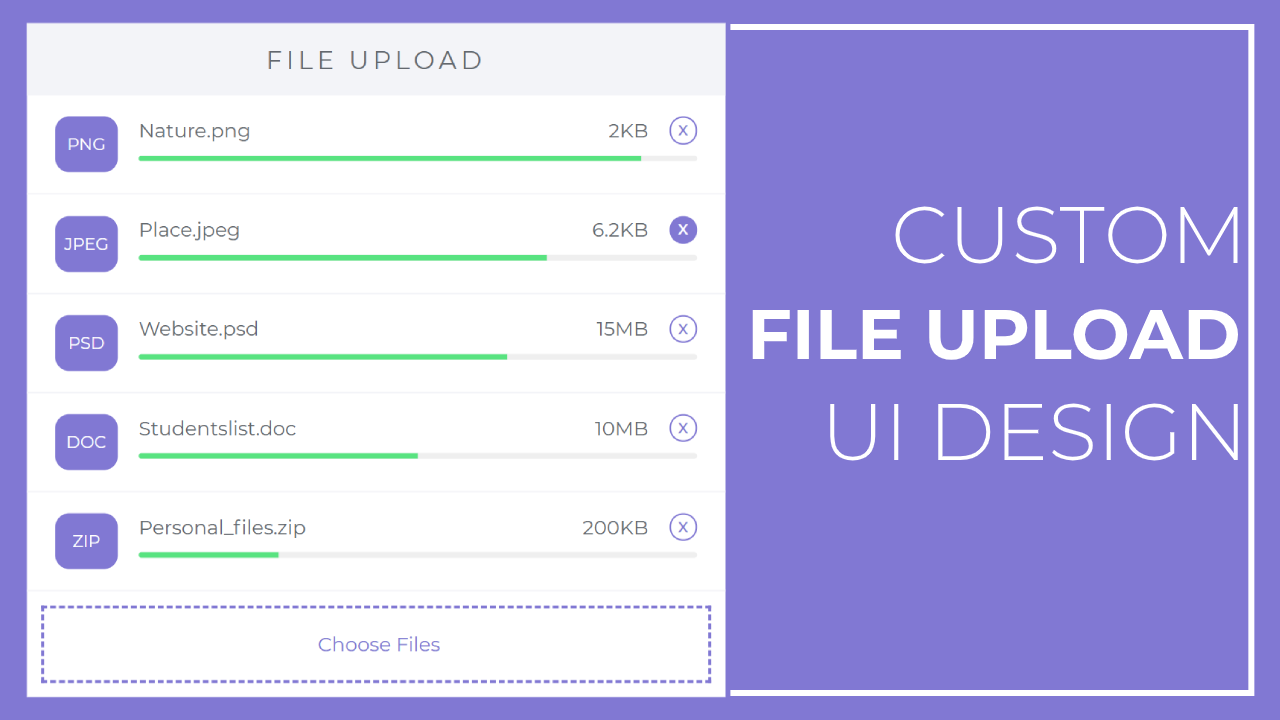 FILE UPLOAD
PNG Nature.png 2KB X
JPEG Place.jpeg 6.2KB X
PSD Website.psd 15MB X
DOC Studentslist.doc 10MB X
ZIP Personal_files.zip 200KB X
Choose Files
CUSTOM
FILE UPLOAD
UI DESIGN